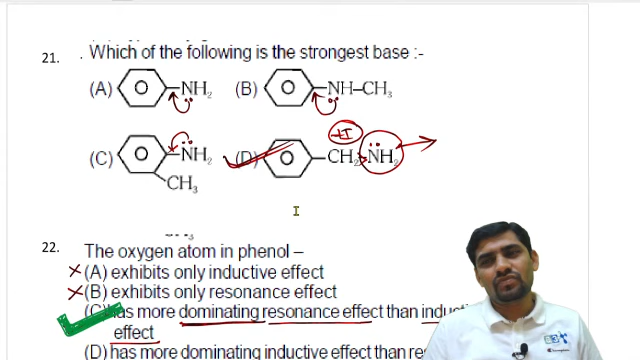 21. . Which of the following is the strongest base :-
(A) O NH2 (B) O NH–CH3
(C) O NH2 (D) O CH2 NH2
CH3
+I
22. The oxygen atom in phenol –
(A) exhibits only inductive effect
(B) exhibits only resonance effect
(C) has more dominating resonance effect than
effect
(D) has more dominating inductive effect than